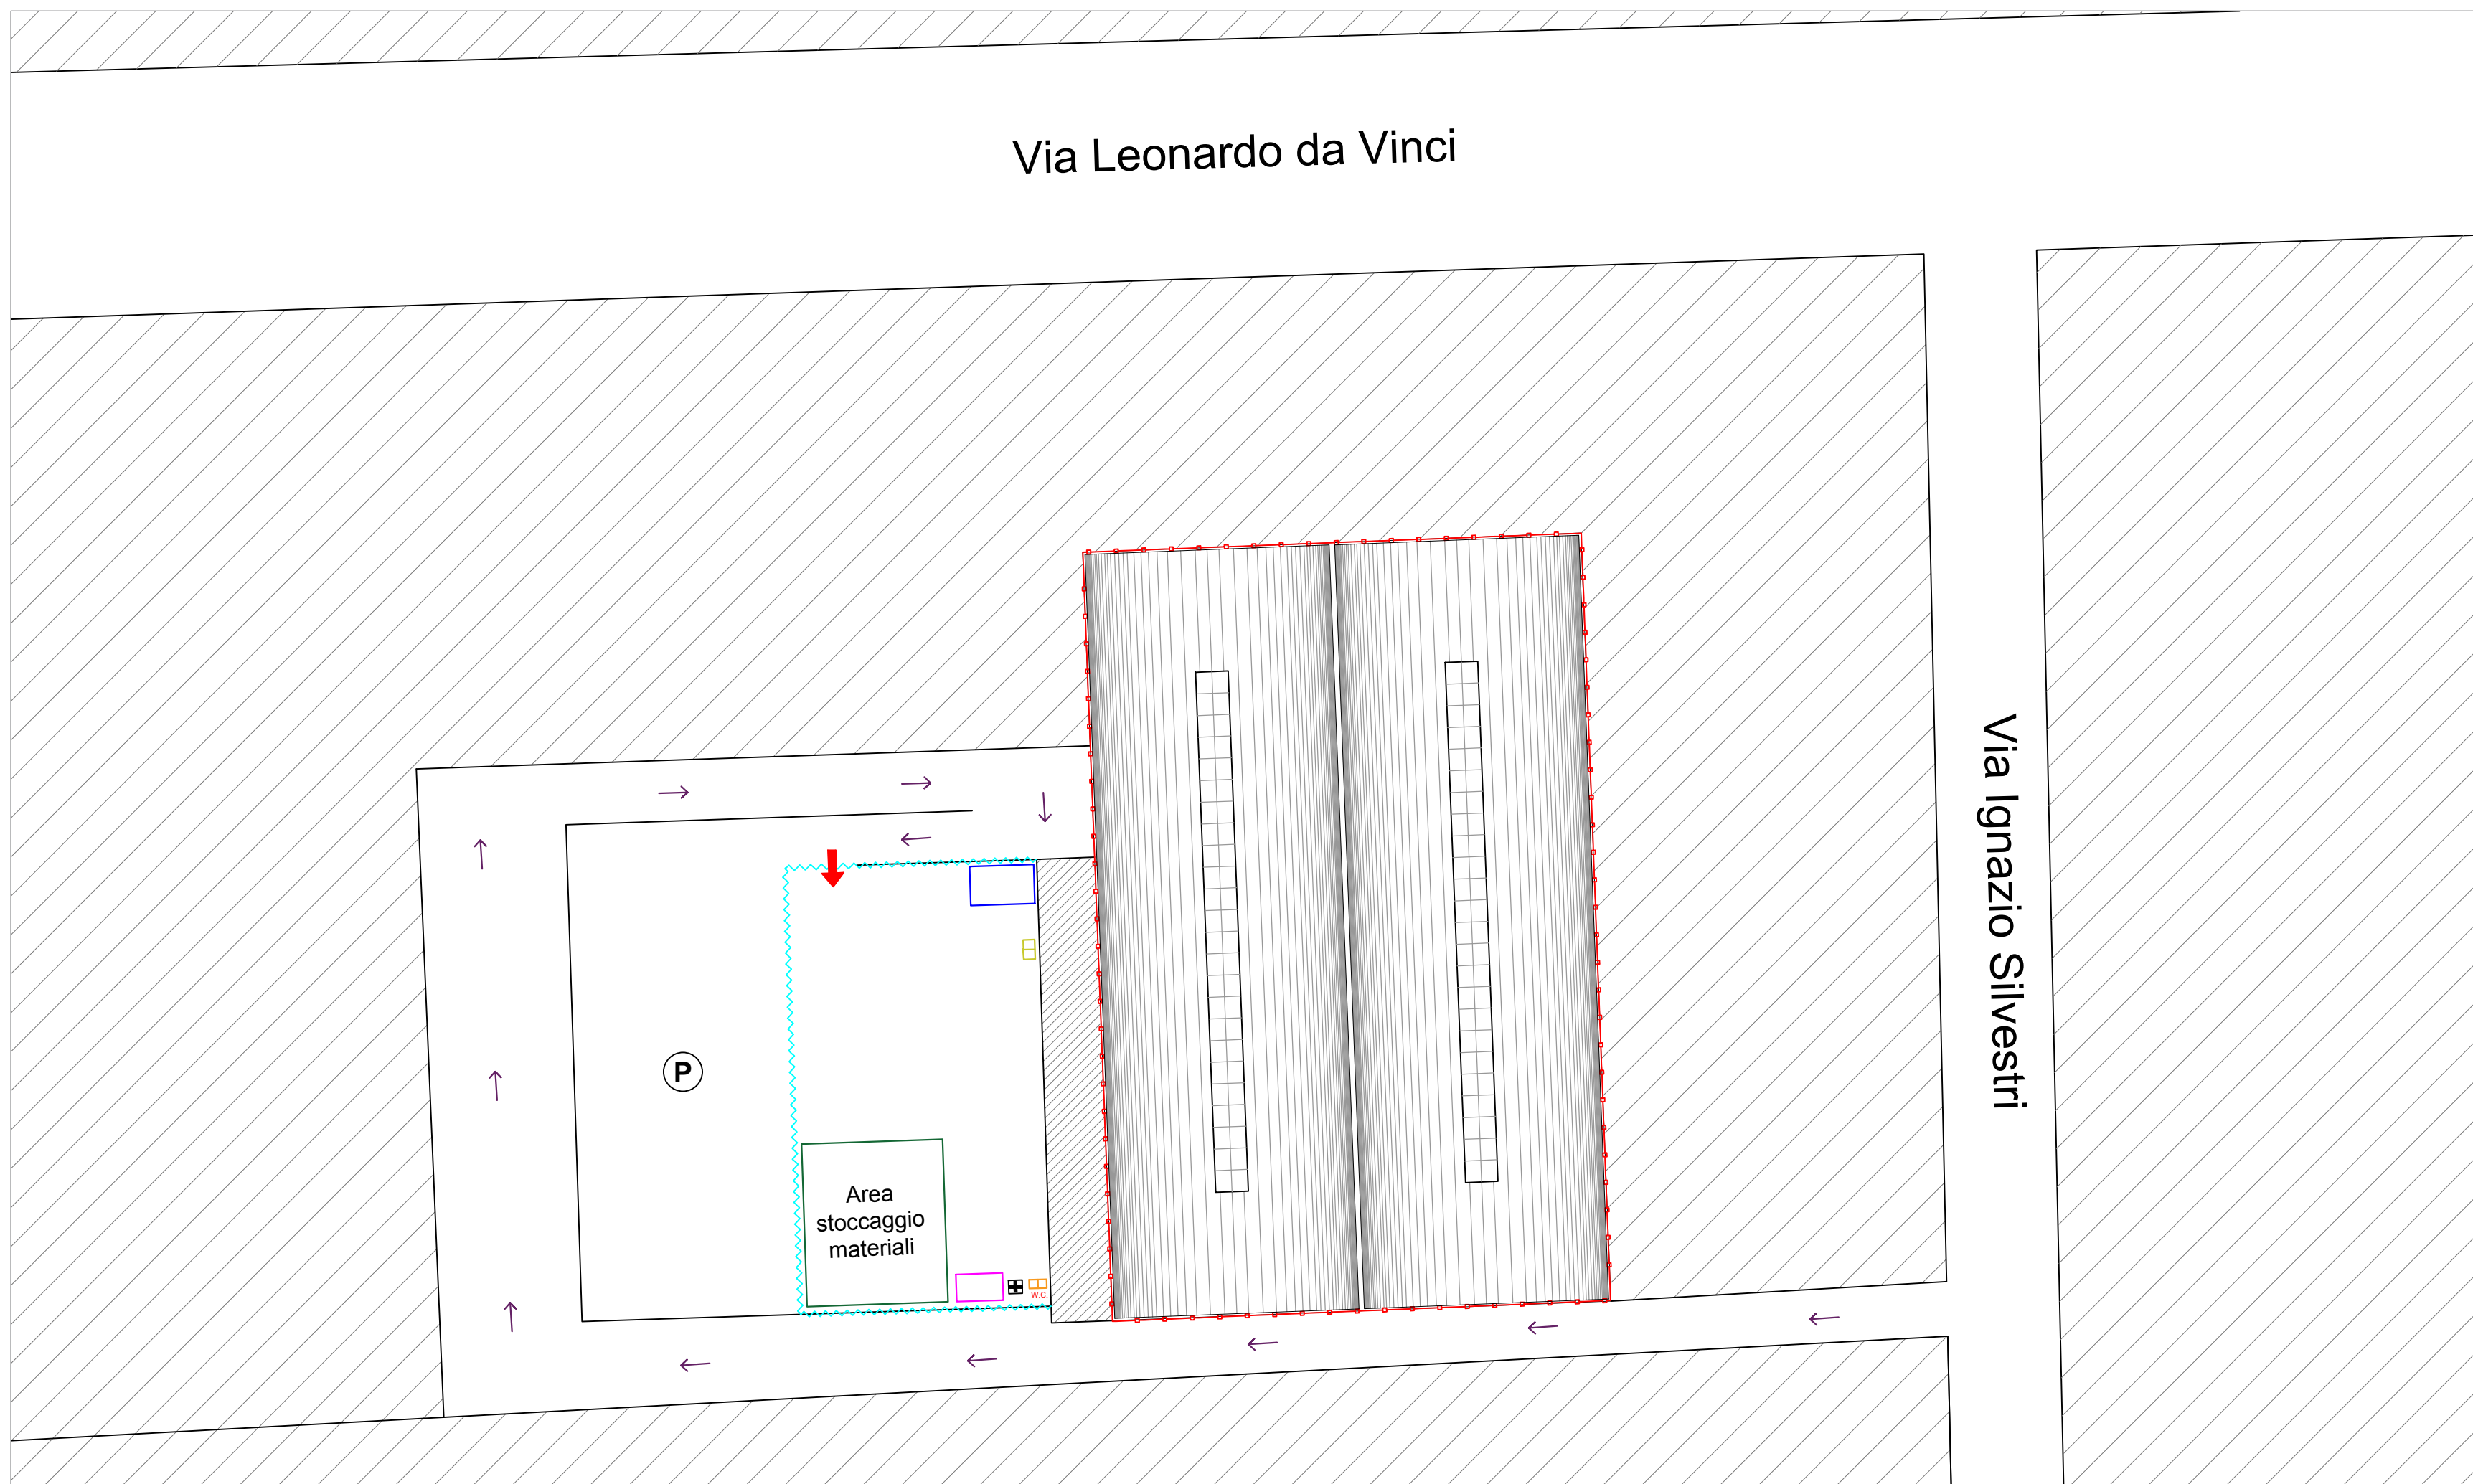 Via Leonardo da Vinci
Via Ignazio Silvestri
P
Area
stoccaggio
materiali
W.C.